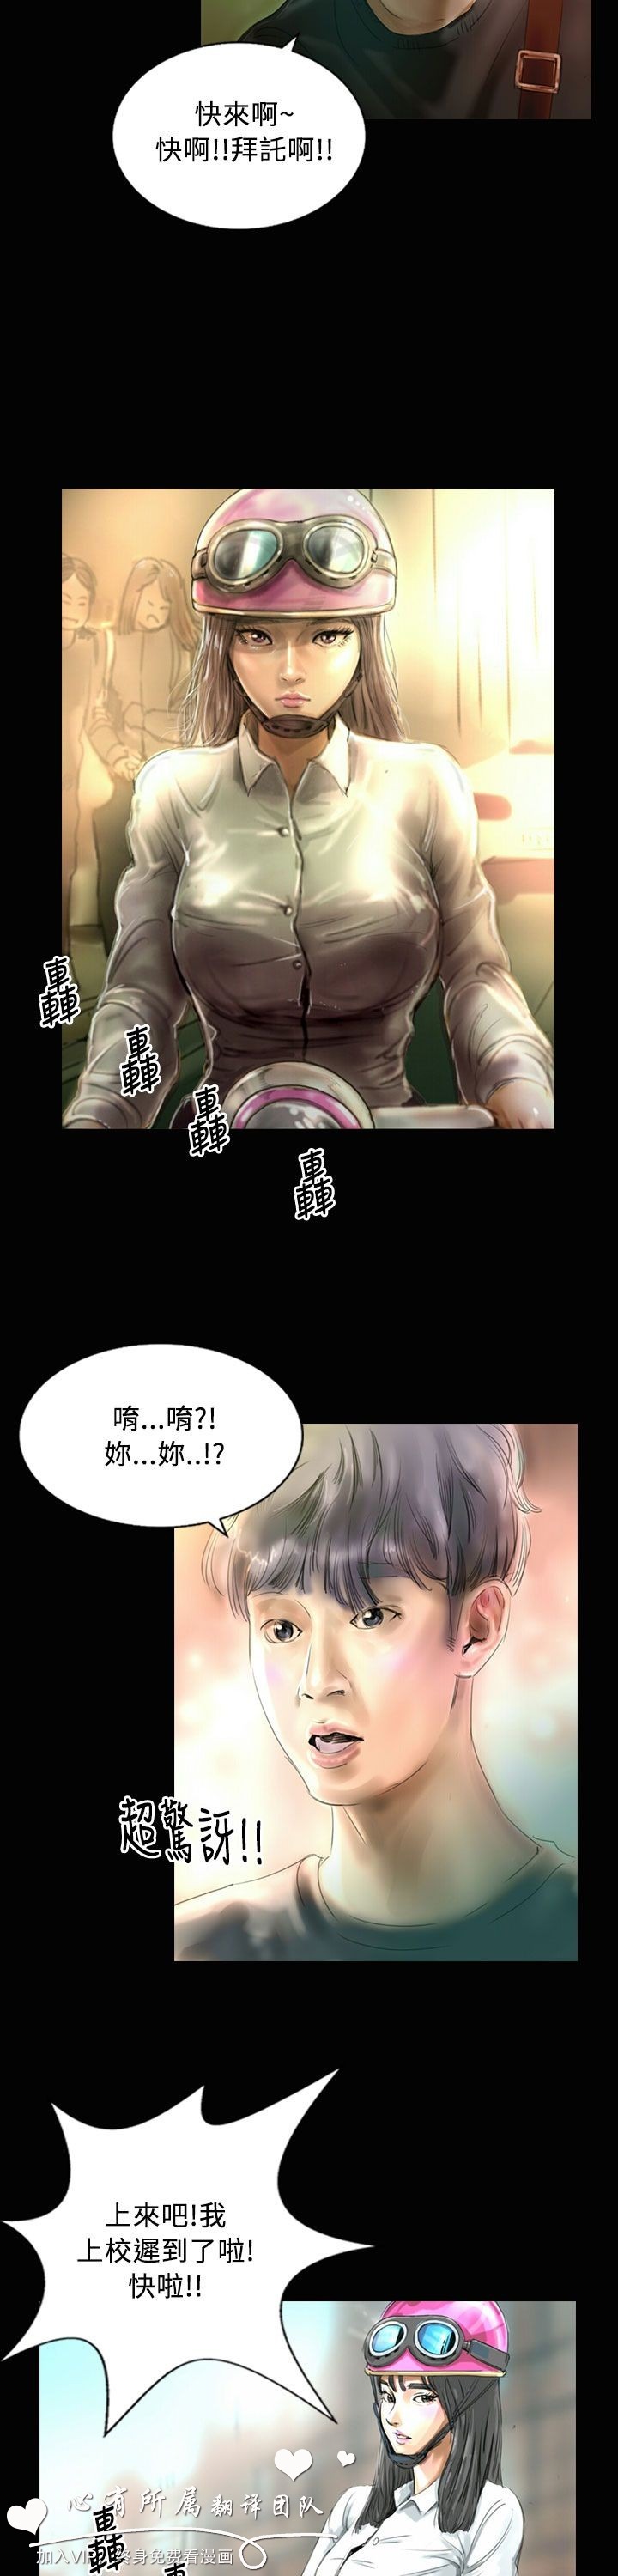 快來啊~
快啊!!拜託啊!!
轟
轟
轟
轟
唷...唷?!
妳...妳..!?
超驚訝!!
上來吧!我
上校遲到了啦!
快啦!!
心有所属翻译团队
轟
加入VIP 终身免费看漫画